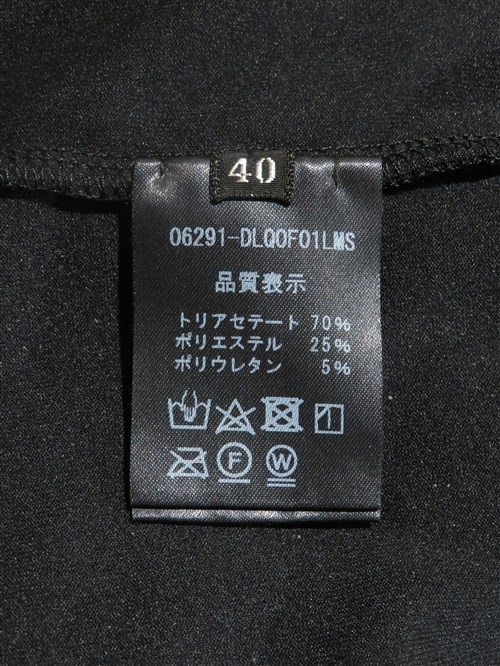 40
06291-DLQOF01LMS
品質表示
トリアセテート 70%
ポリエステル 25%
ポリウレタン 5%
F W